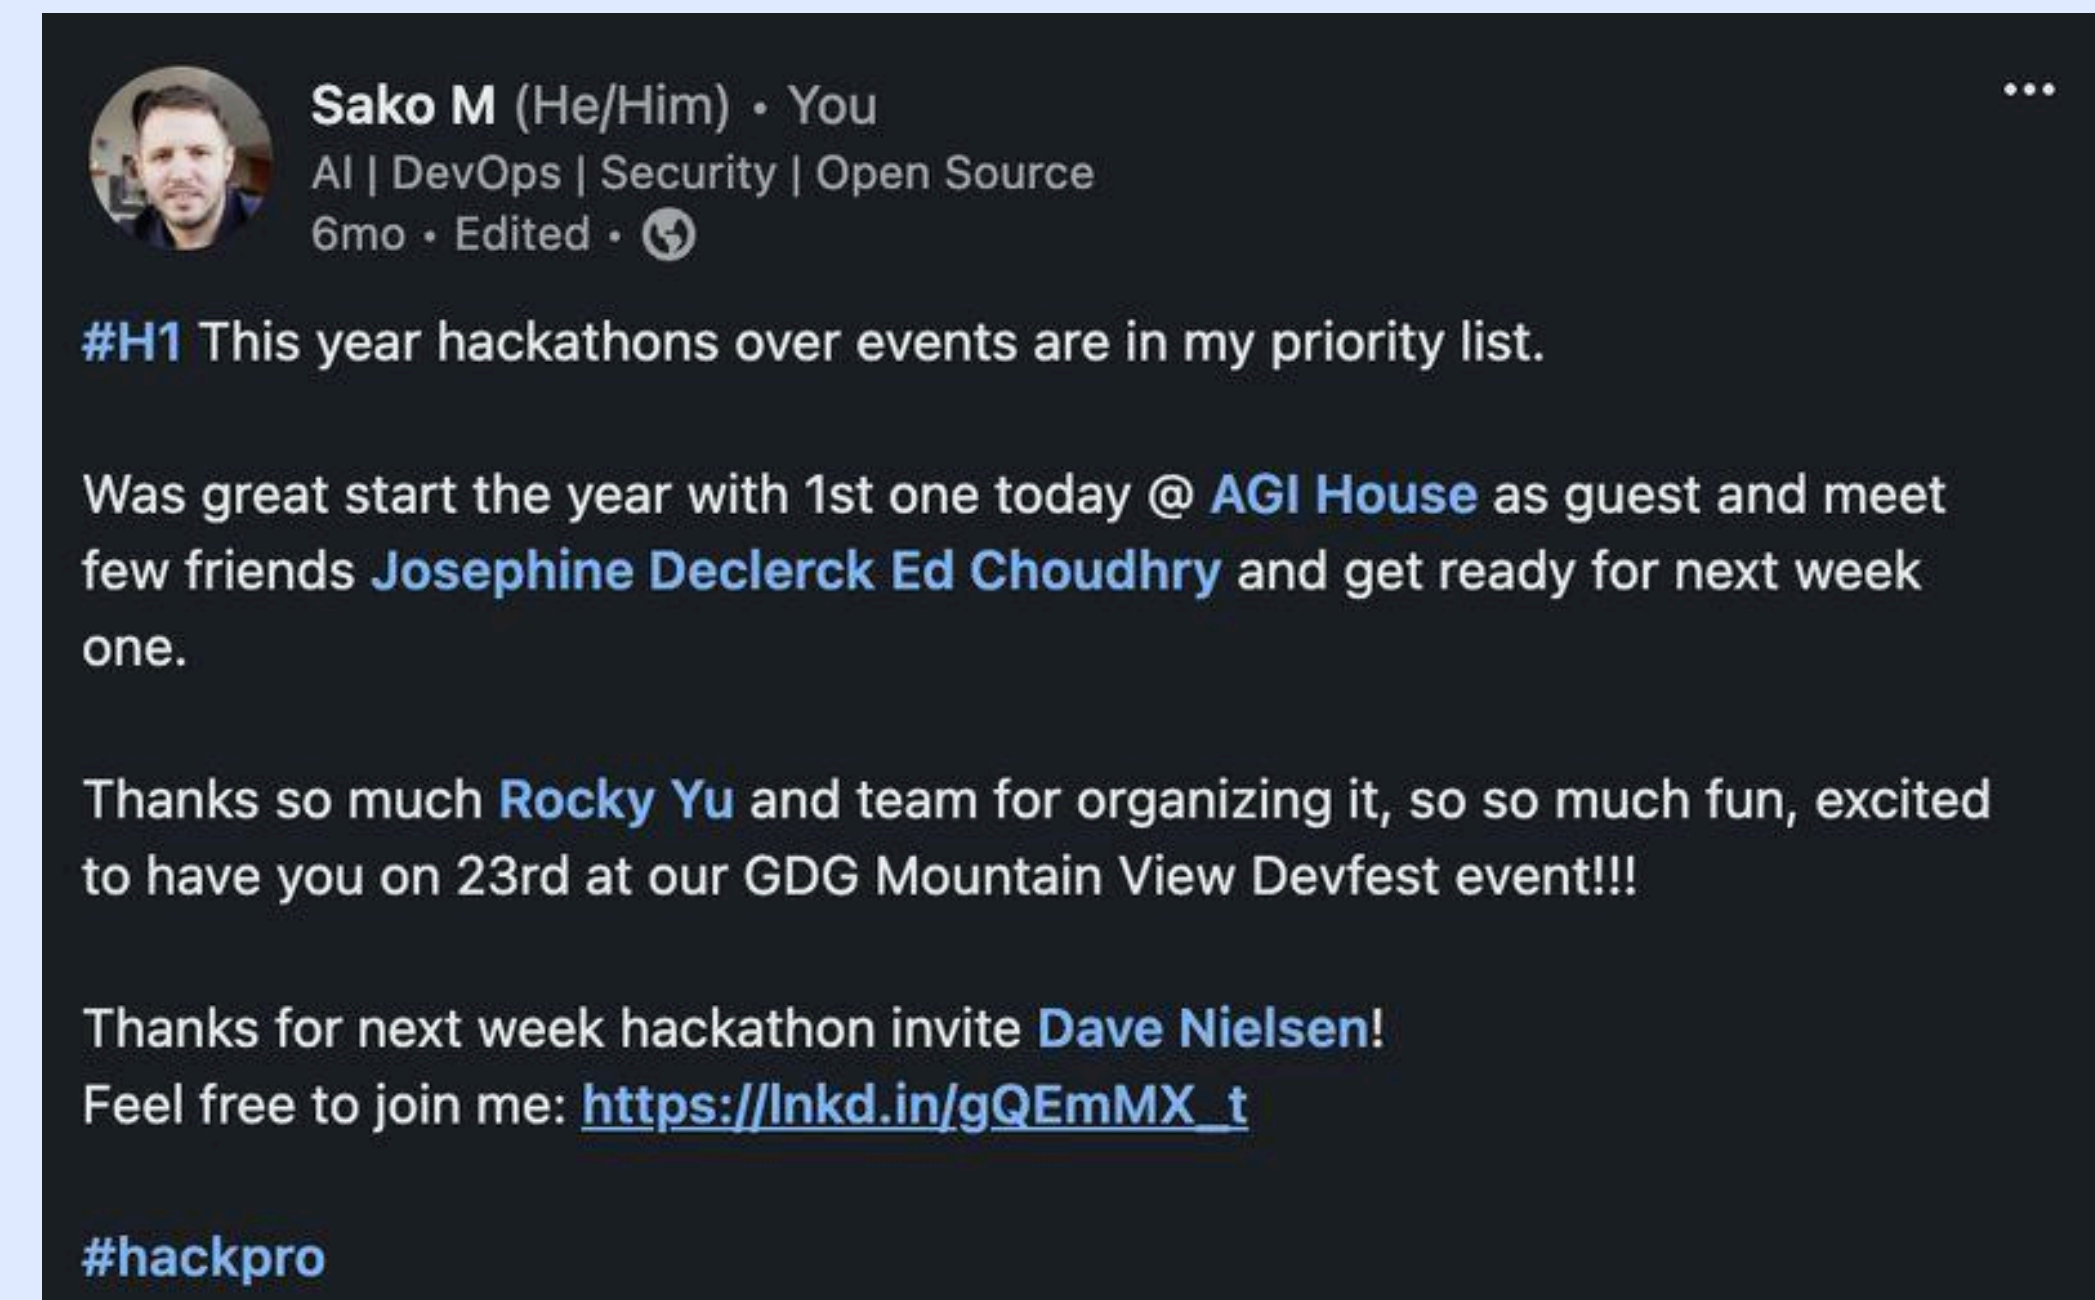 Sako M (He/Him) • You
AI | DevOps | Security | Open Source
6mo • Edited •
#H1 This year hackathons over events are in my priority list.
Was great start the year with 1st one today @ AGI House as guest and meet
few friends Josephine Declerck Ed Choudhry and get ready for next week
one.
Thanks so much Rocky Yu and team for organizing it, so so much fun, excited
to have you on 23rd at our GDG Mountain View Devfest event!!!
Thanks for next week hackathon invite Dave Nielsen!
Feel free to join me: https://lnkd.in/gQEmMX_t
#hackpro